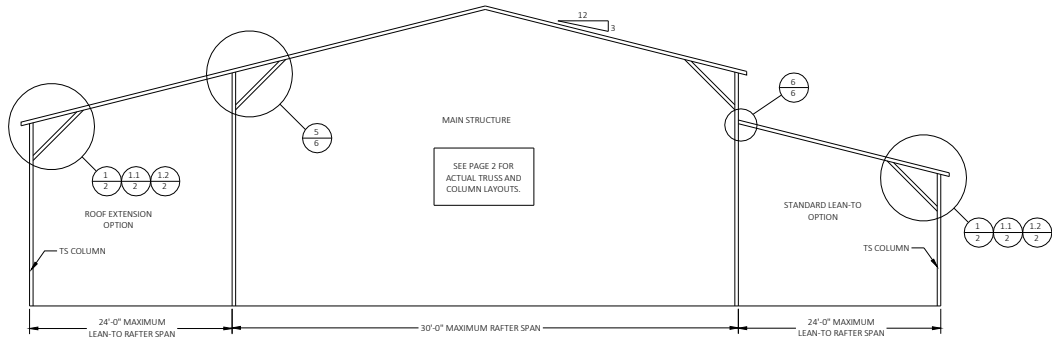 12
3
5
6
6
6
MAIN STRUCTURE
SEE PAGE 2 FOR
ACTUAL TRUSS AND
COLUMN LAYOUTS.
1
2
1.1
2
1.2
2
ROOF EXTENSION
OPTION
STANDARD LEAN-TO
OPTION
1
2
1.1
2
1.2
2
TS COLUMN
TS COLUMN
24'-0" MAXIMUM
LEAN-TO RAFTER SPAN
30'-0" MAXIMUM RAFTER SPAN
24'-0" MAXIMUM
LEAN-TO RAFTER SPAN